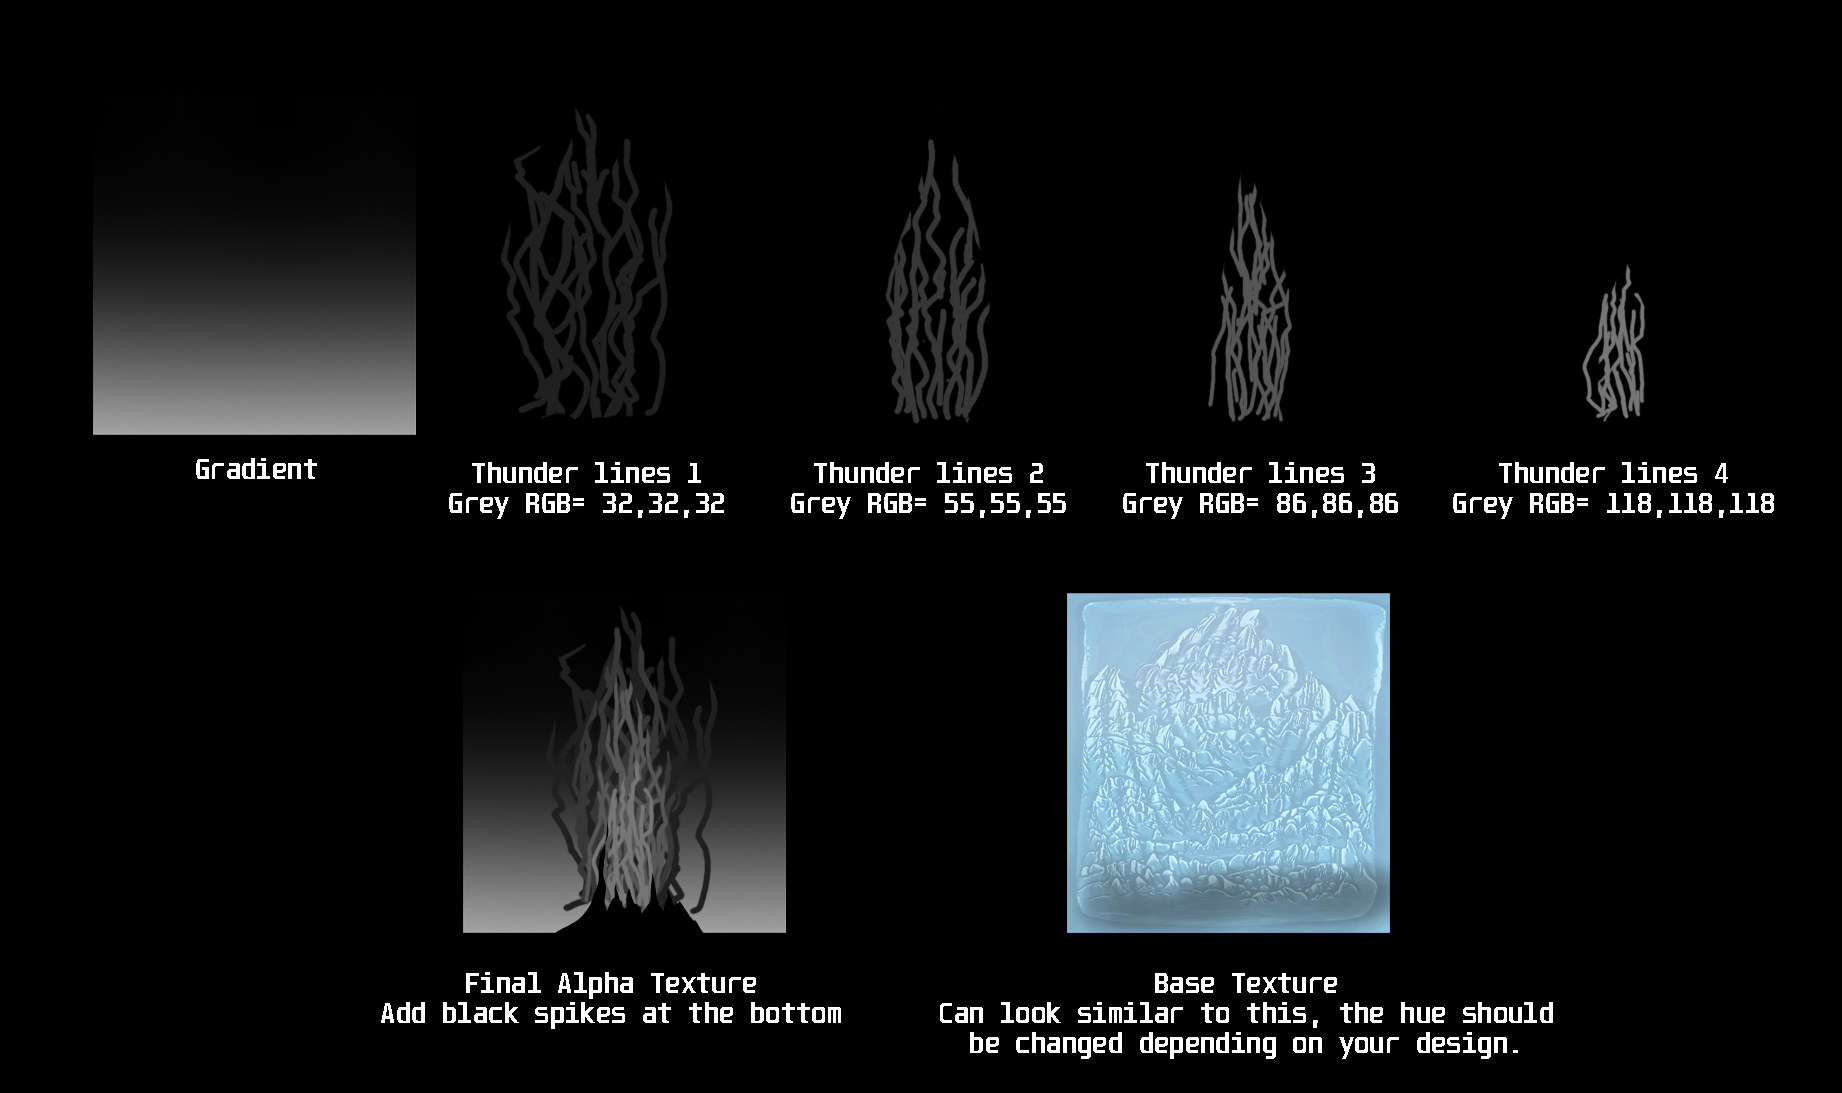 Gradient
Thunder lines 1
Grey RGB= 32,32,32
Thunder lines 2
Grey RGB= 55,55,55
Thunder lines 3
Grey RGB= 86,86,86
Thunder lines 4
Grey RGB= 118,118,118
Final Alpha Texture
Add black spikes at the bottom
Base Texture
Can look similar to this, the hue should
be changed depending on your design.